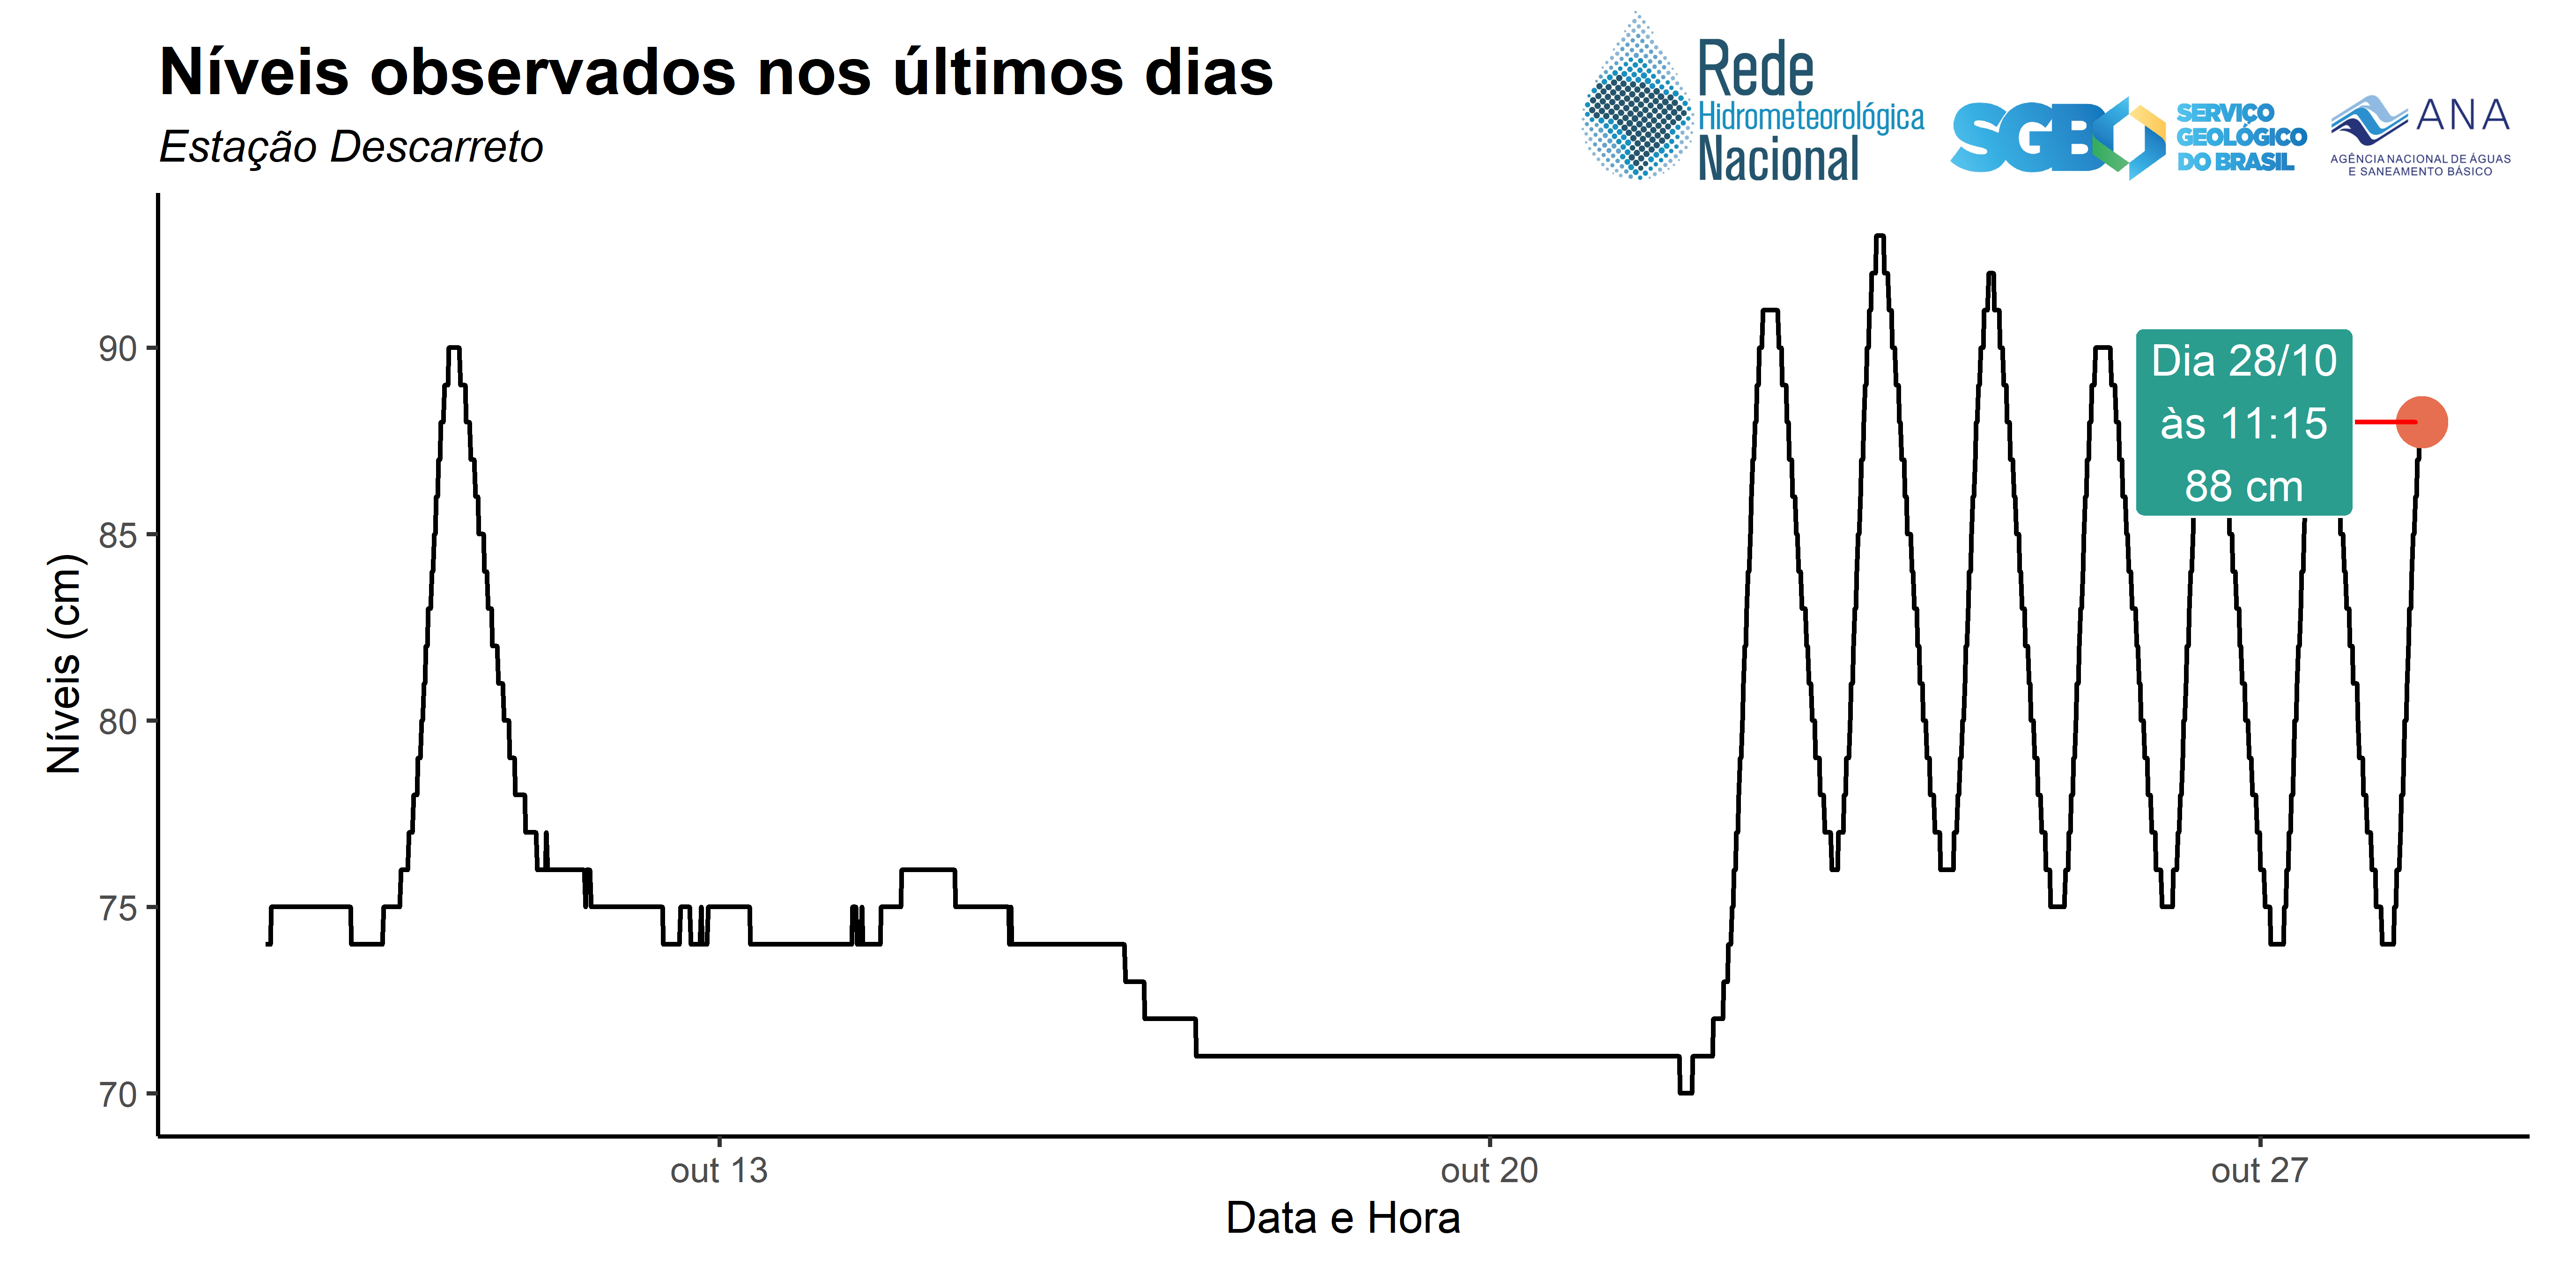 Níveis observados nos últimos dias
Estação Descarreto
Rede
Hidrometeorológica
Nacional
SGB
SERVIÇO
GEOLÓGICO
DO BRASIL
ANA
AGÊNCIA NACIONAL DE ÁGUAS
E SANEAMENTO BÁSICO
Níveis (cm)
90
85
80
75
70
Dia 28/10
às 11:15
88 cm
out 13
out 20
out 27
Data e Hora